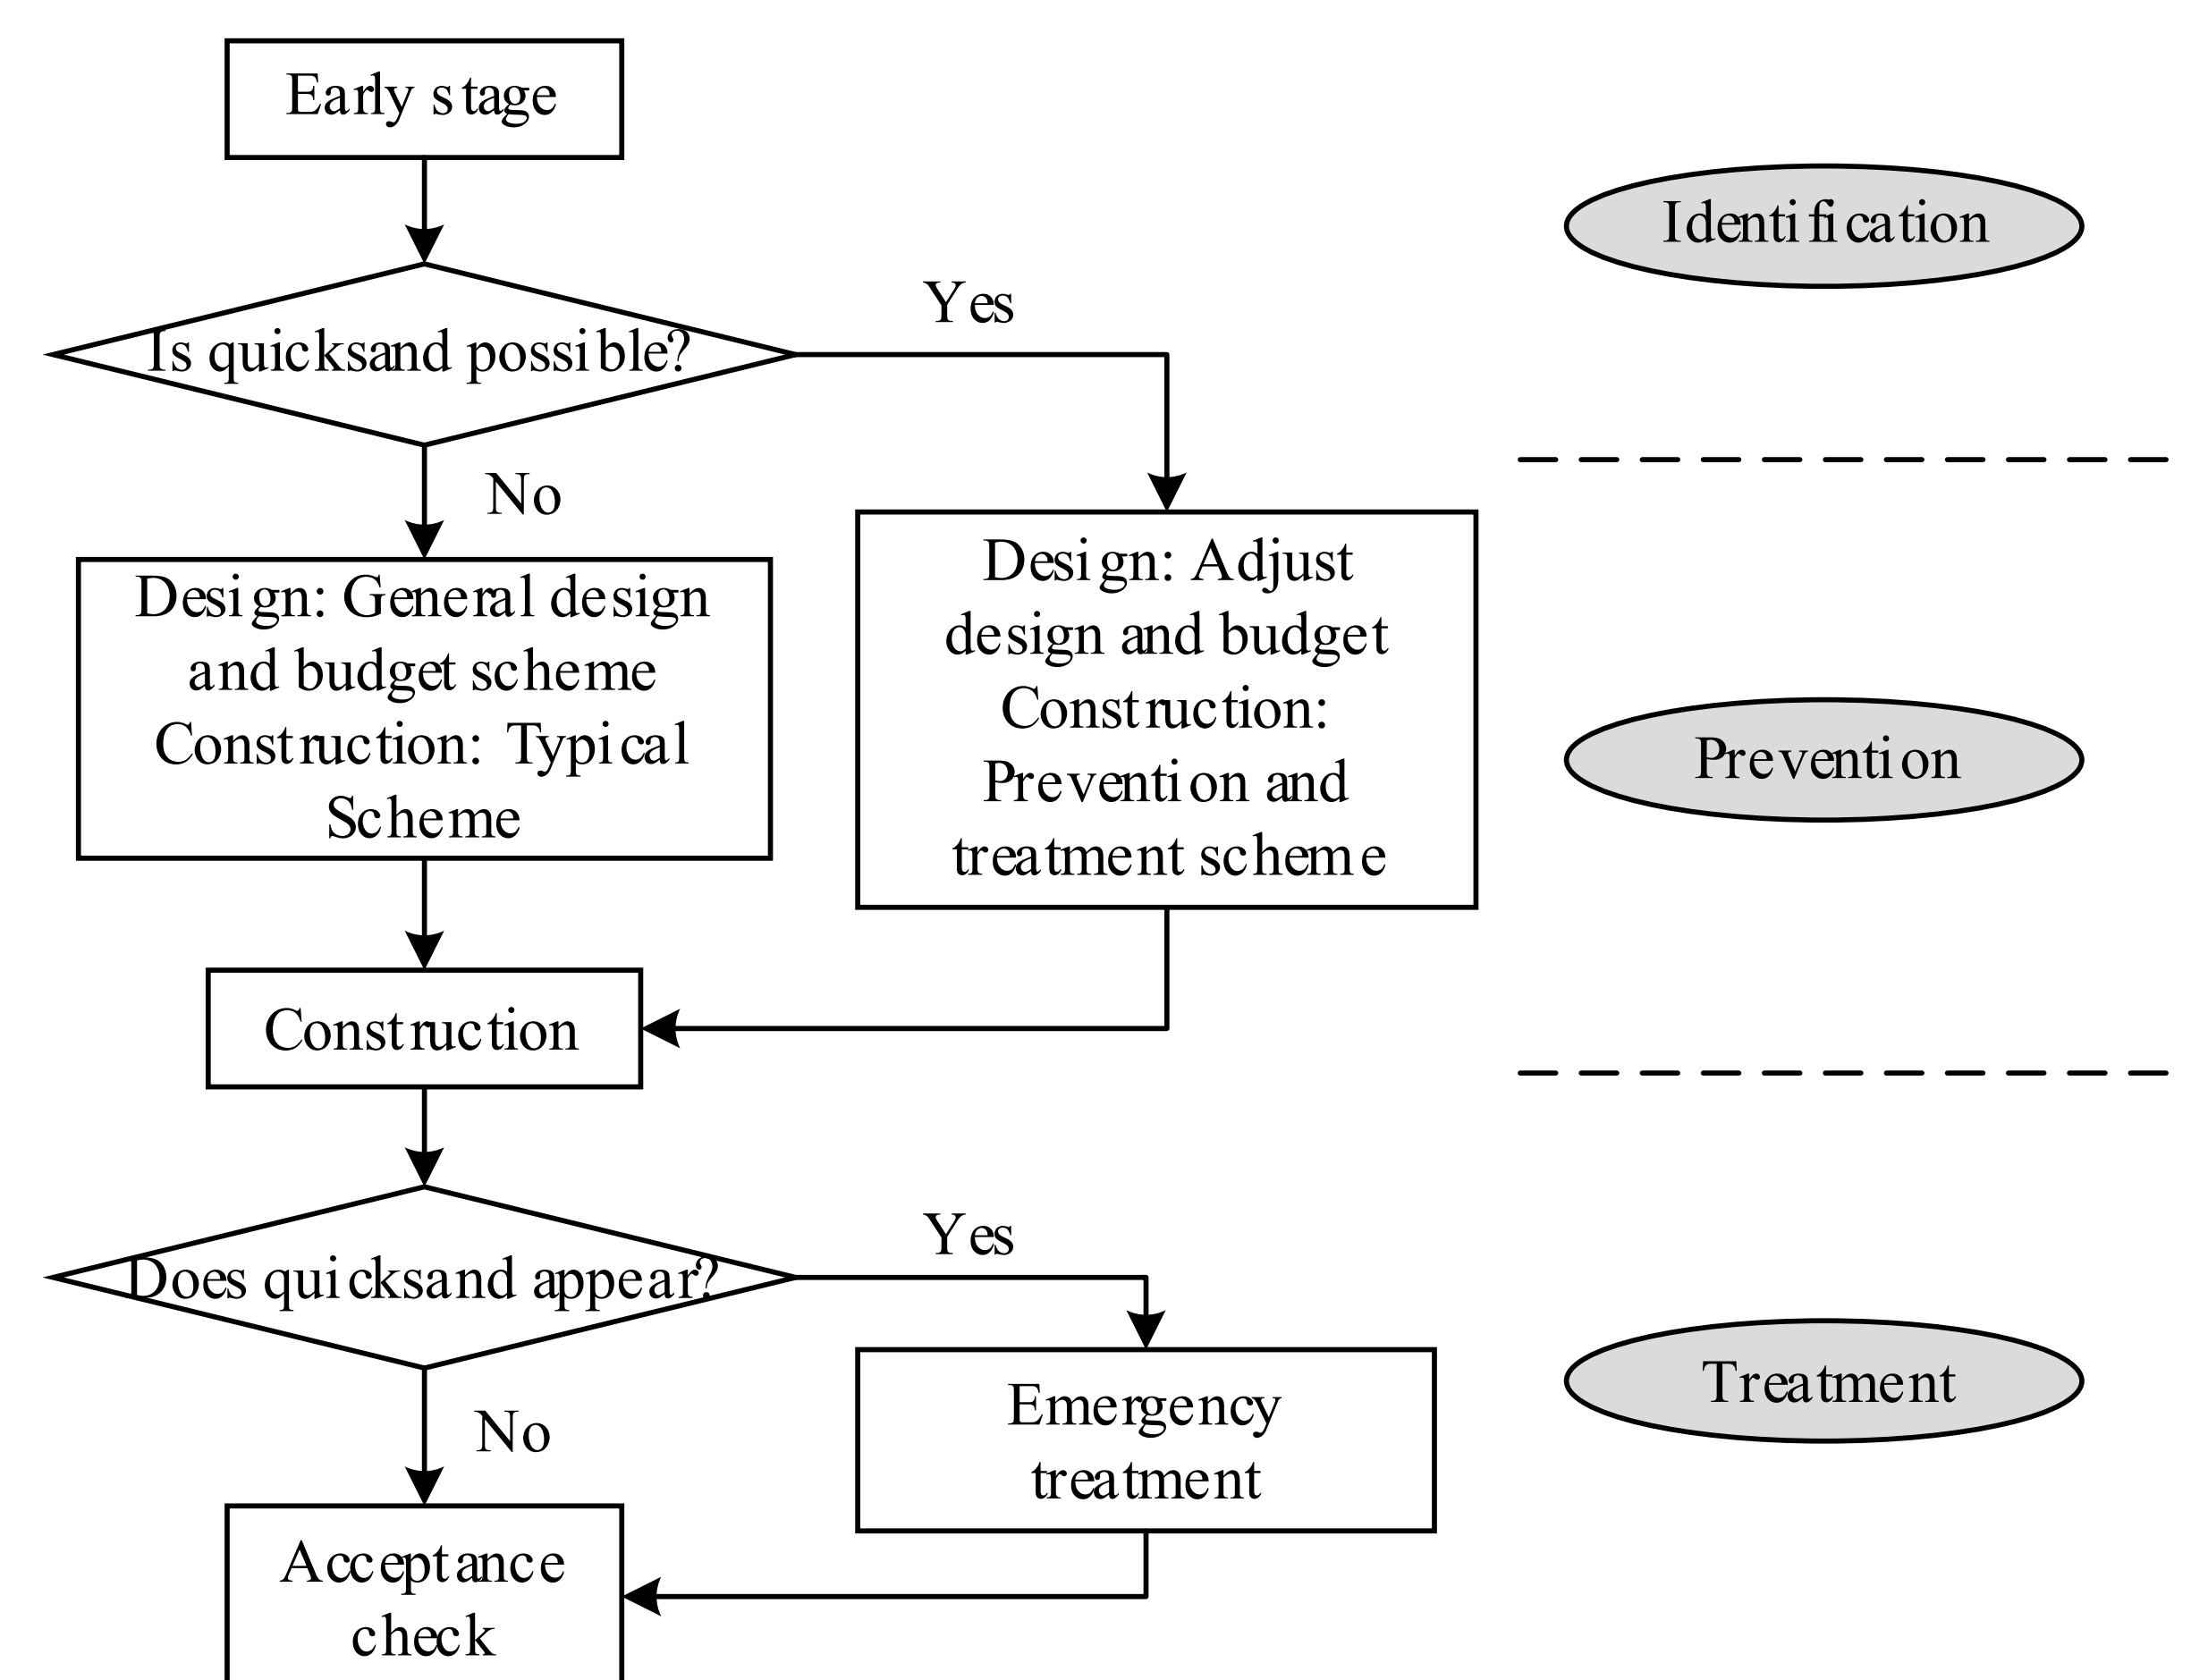 Early stage
Identification
Yes
Is quicksand possible?
No
Design: General design
and budget scheme
Construction: Typical
Scheme
Design: Adjust
design and budget
Construction:
Prevention and
treatment scheme
Prevention
Construction
Yes
Does quicksand appear?
No
Emergency
treatment
Treatment
Acceptance
check